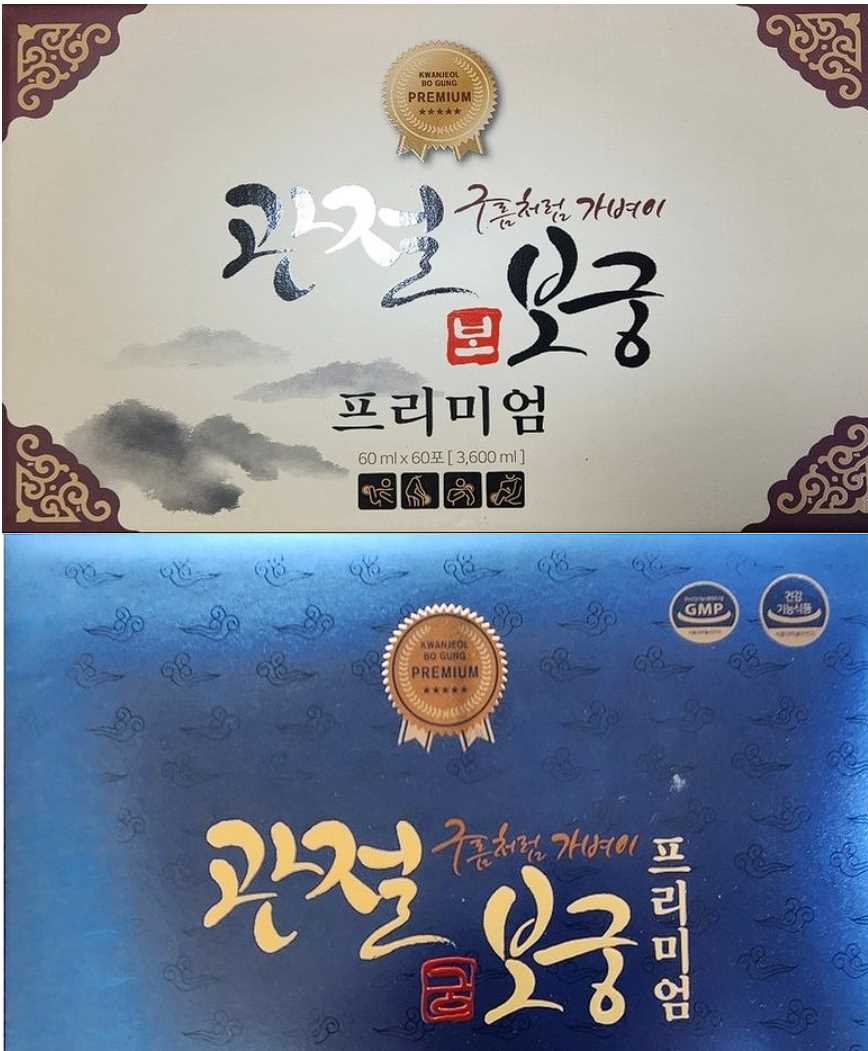 KWANJEOL
BO GUNG
PREMIUM
관절
구름처럼 가벼이
보궁
보
프리미엄
60 ml x 60포 [ 3,600 ml ]
GMP
건강
기능식품
KWANJEOL
BO GUNG
PREMIUM
관절
구름처럼 가벼이
보궁
궁
프리미엄